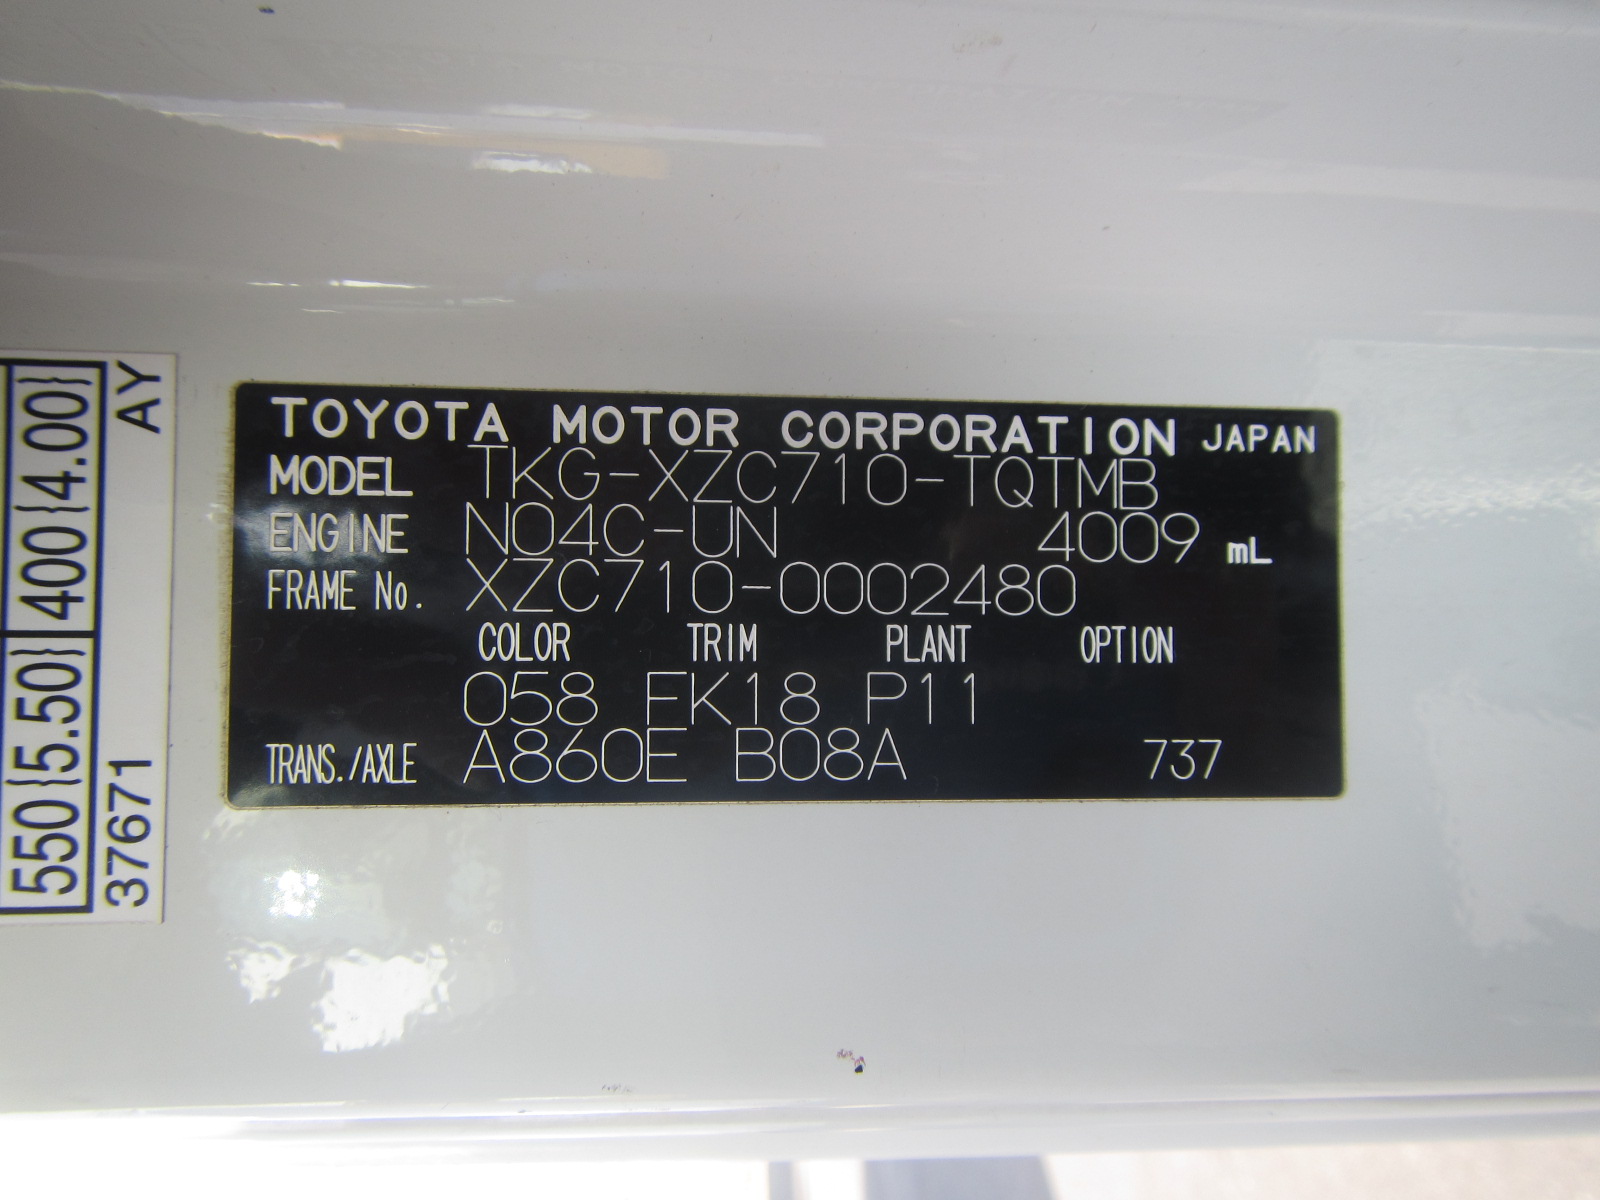 TOYOTA MOTOR CORPORATION JAPAN
MODEL TKG-XZC710-TQTMB
ENGINE N04C-UN 4009 mL
FRAME No. XZC710-0002480
COLOR TRIM PLANT OPTION
058 EK18 P11
TRANS./AXLE A860E B08A 737
550 5.50 400 4.00
37671 AY